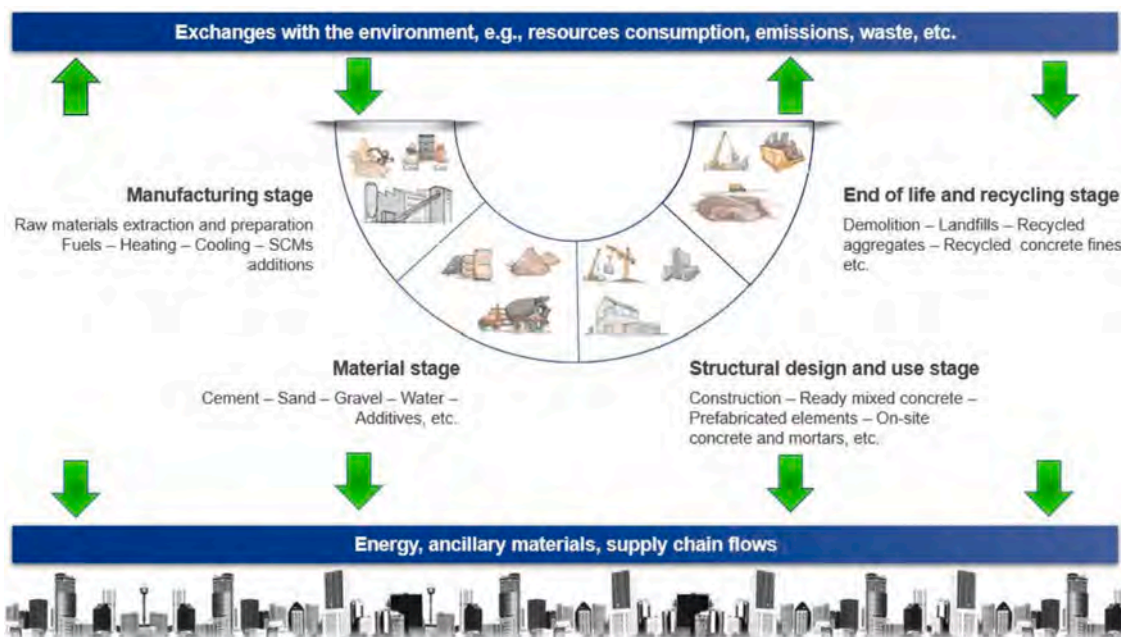 Exchanges with the environment, e.g., resources consumption, emissions, waste, etc.
Manufacturing stage
Raw materials extraction and preparation
Fuels – Heating – Cooling – SCMs
additions
End of life and recycling stage
Demolition – Landfills – Recycled
aggregates – Recycled concrete fines
etc.
Material stage
Cement – Sand – Gravel – Water –
Additives, etc.
Structural design and use stage
Construction – Ready mixed concrete –
Prefabricated elements – On-site
concrete and mortars, etc.
Energy, ancillary materials, supply chain flows